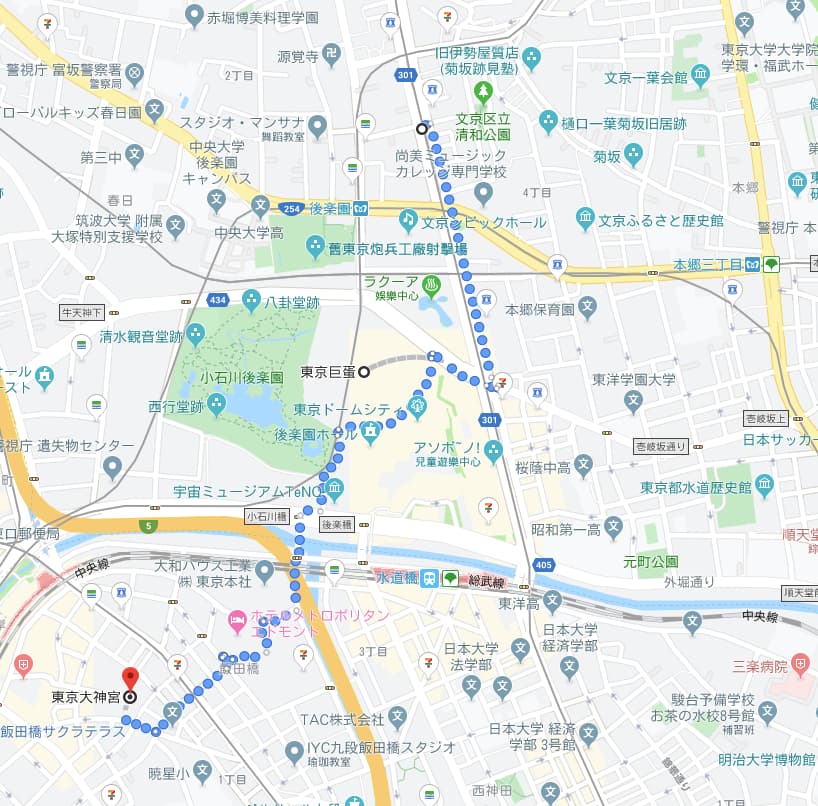 赤堀博美料理学園
旧伊勢屋質店
(菊坂跡見塾)
東京大学大学院
学環・福武ホー
警視庁 富坂警察署
警察局
2丁目
源覚寺
301
文京一葉会館
ローバルキッズ春日園
スタジオ・マンサナ
舞蹈教室
文京区立
清和公園
樋口一葉菊坂旧居跡
第三中
中央大学
後楽園
キャンパス
尚美ミュージック
カレッジ専門学校
菊坂
春日
4丁目
本郷
254
後楽園
筑波大学 附属
大塚特別支援学校
中央大学高
文京シビックホール
文京ふるさと歴史館
警視庁 本
舊東京炮兵工廠射擊場
本郷三丁目
ラクーア
娛樂中心
434
八卦堂跡
牛天神下
本郷保育園
清水観音堂跡
東京巨蛋
小石川後楽園
東洋学園大学
西行堂跡
東京ドームシティ
301
壱岐坂上
後楽園ホール
壱岐坂通り
日本サッカー
警視庁 遺失物センター
アソボ~ノ!
兒童遊樂中心
桜蔭中高
宇宙ミュージアムTeNQ
東京都水道歴史館
小石川橋
後楽橋
5
昭和第一高
順天堂
口郵便局
中央線
大和ハウス工業
㈱ 東京本社
水道橋
総武線
405
元町公園
外堀通り
順天堂前
東洋高
中央線
ホテルメトロポリタン
エドモント
3丁目
日本大学
法学部
日本大学
経済学部
飯田橋
三楽病院
東京大神宮
駿台予備学校
お茶の水校8号館
補習班
飯田橋サクラテラス
TAC株式会社
日本大学 経済
学部 3号館
IYC九段飯田橋スタジオ
瑜珈教室
明治大学博物館
暁星小
1丁目
西神田
1丁目